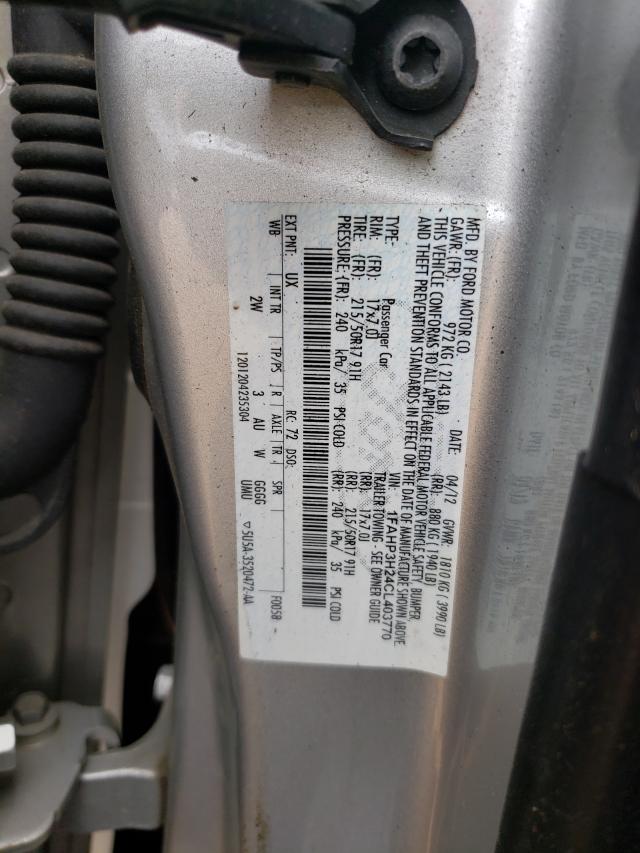 MFD. BY FORD MOTOR CO.
DATE: 04/12 GVWR: 1810 KG ( 3990 LB)
GAWR: (FR): 972 KG ( 2143 LB) (RR): 880 KG ( 1940 LB)
THIS VEHICLE CONFORMS TO ALL APPLICABLE FEDERAL MOTOR VEHICLE SAFETY, BUMPER,
AND THEFT PREVENTION STANDARDS IN EFFECT ON THE DATE OF MANUFACTURE SHOWN ABOVE.
VIN: 1FAHP3H24CL403770
TYPE: Passenger Car TRAILER TOWING - SEE OWNER GUIDE
RIM: (FR): 17x7.0J (RR): 17x7.0J
TIRE: (FR): 215/50R17 91H (RR): 215/50R17 91H
PRESSURE: (FR): 240 kPa/ 35 PSI COLD (RR): 240 kPa/ 35 PSI COLD
EXT PNT: UX RC: 72 DSO: F0058
WB INT TR TP/PS R AXLE TR SPR
2W 3 AU W GGGG
UMU
1201204235304 ▽ 5U5A-3520472-AA